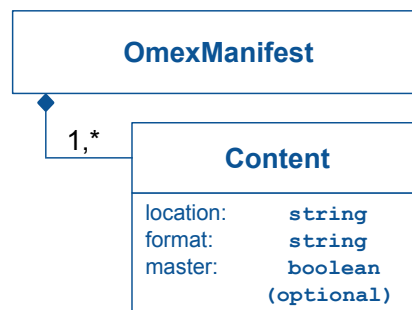 OmexManifest
1,*
Content
location: string
format: string
master: boolean
(optional)